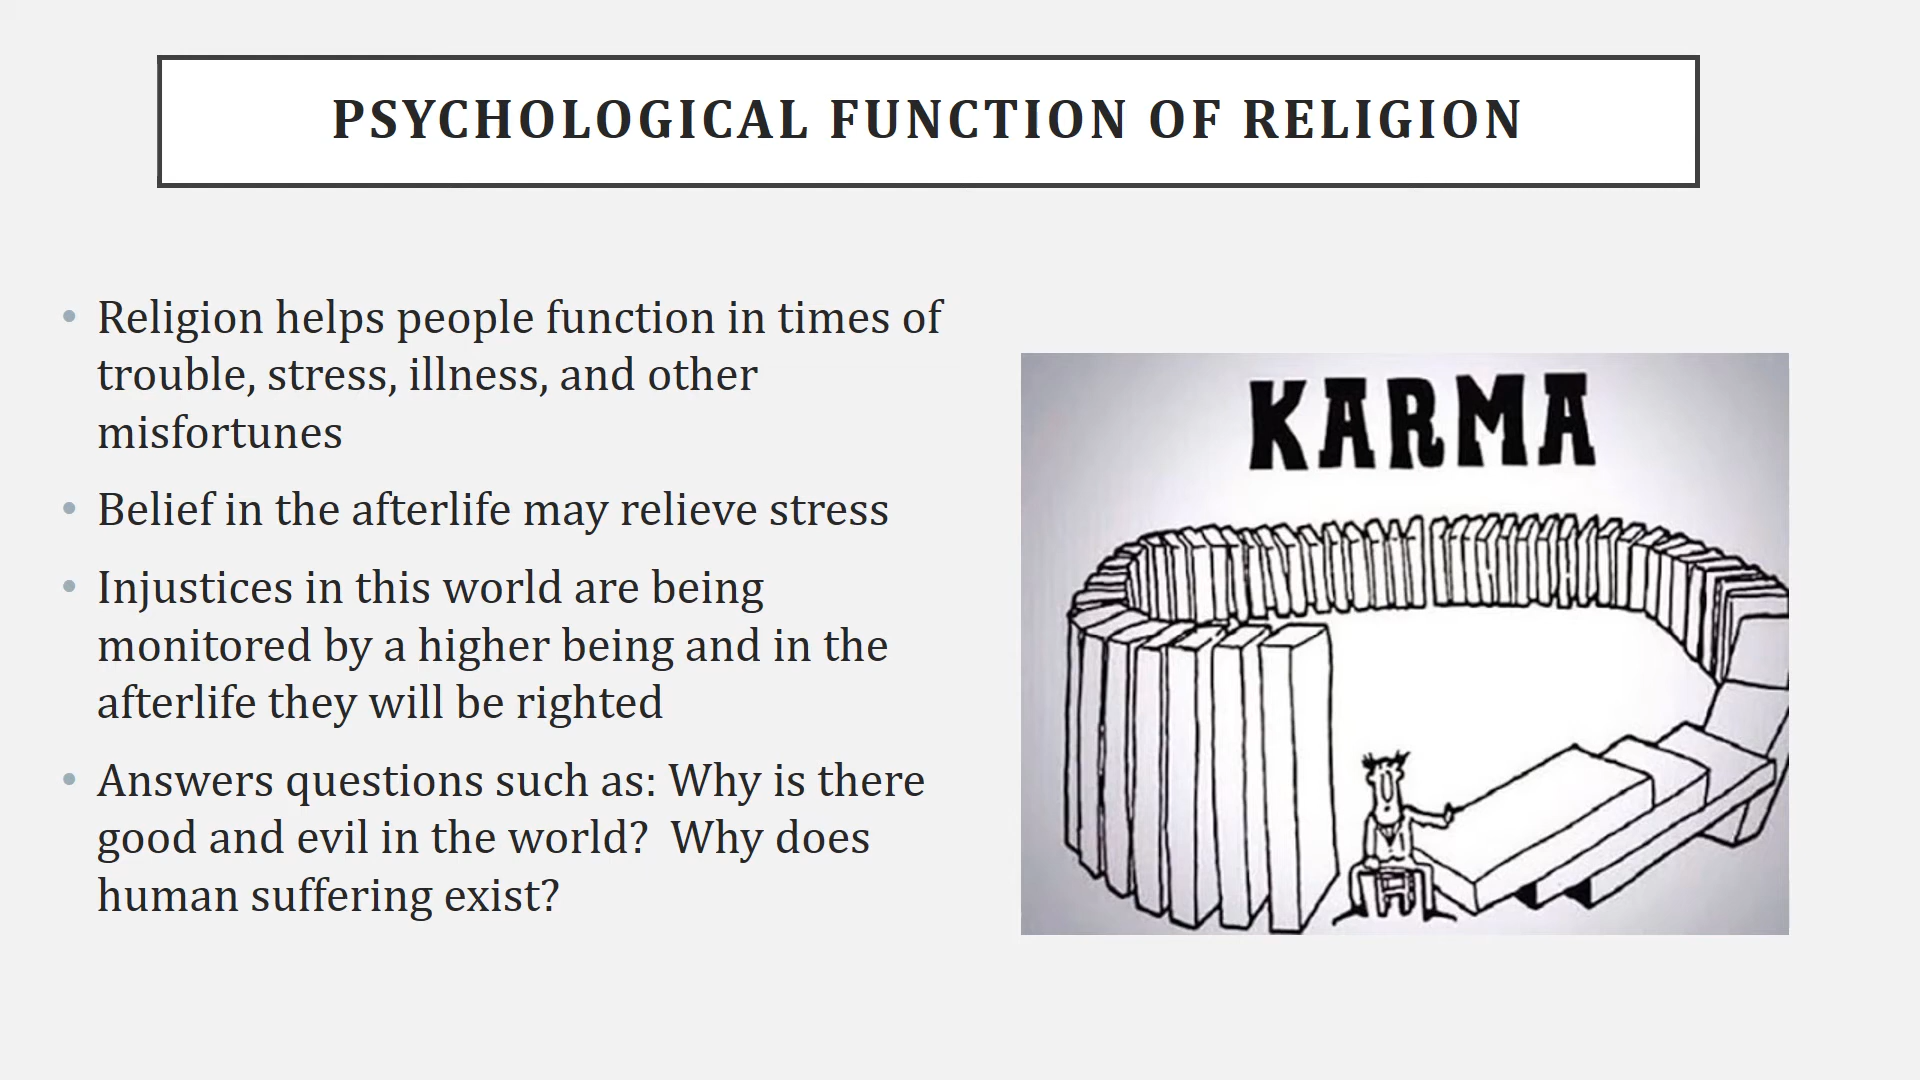 PSYCHOLOGICAL FUNCTION OF RELIGION
• Religion helps people function in times of
trouble, stress, illness, and other
misfortunes
• Belief in the afterlife may relieve stress
• Injustices in this world are being
monitored by a higher being and in the
afterlife they will be righted
• Answers questions such as: Why is there
good and evil in the world?  Why does
human suffering exist?
KARMA